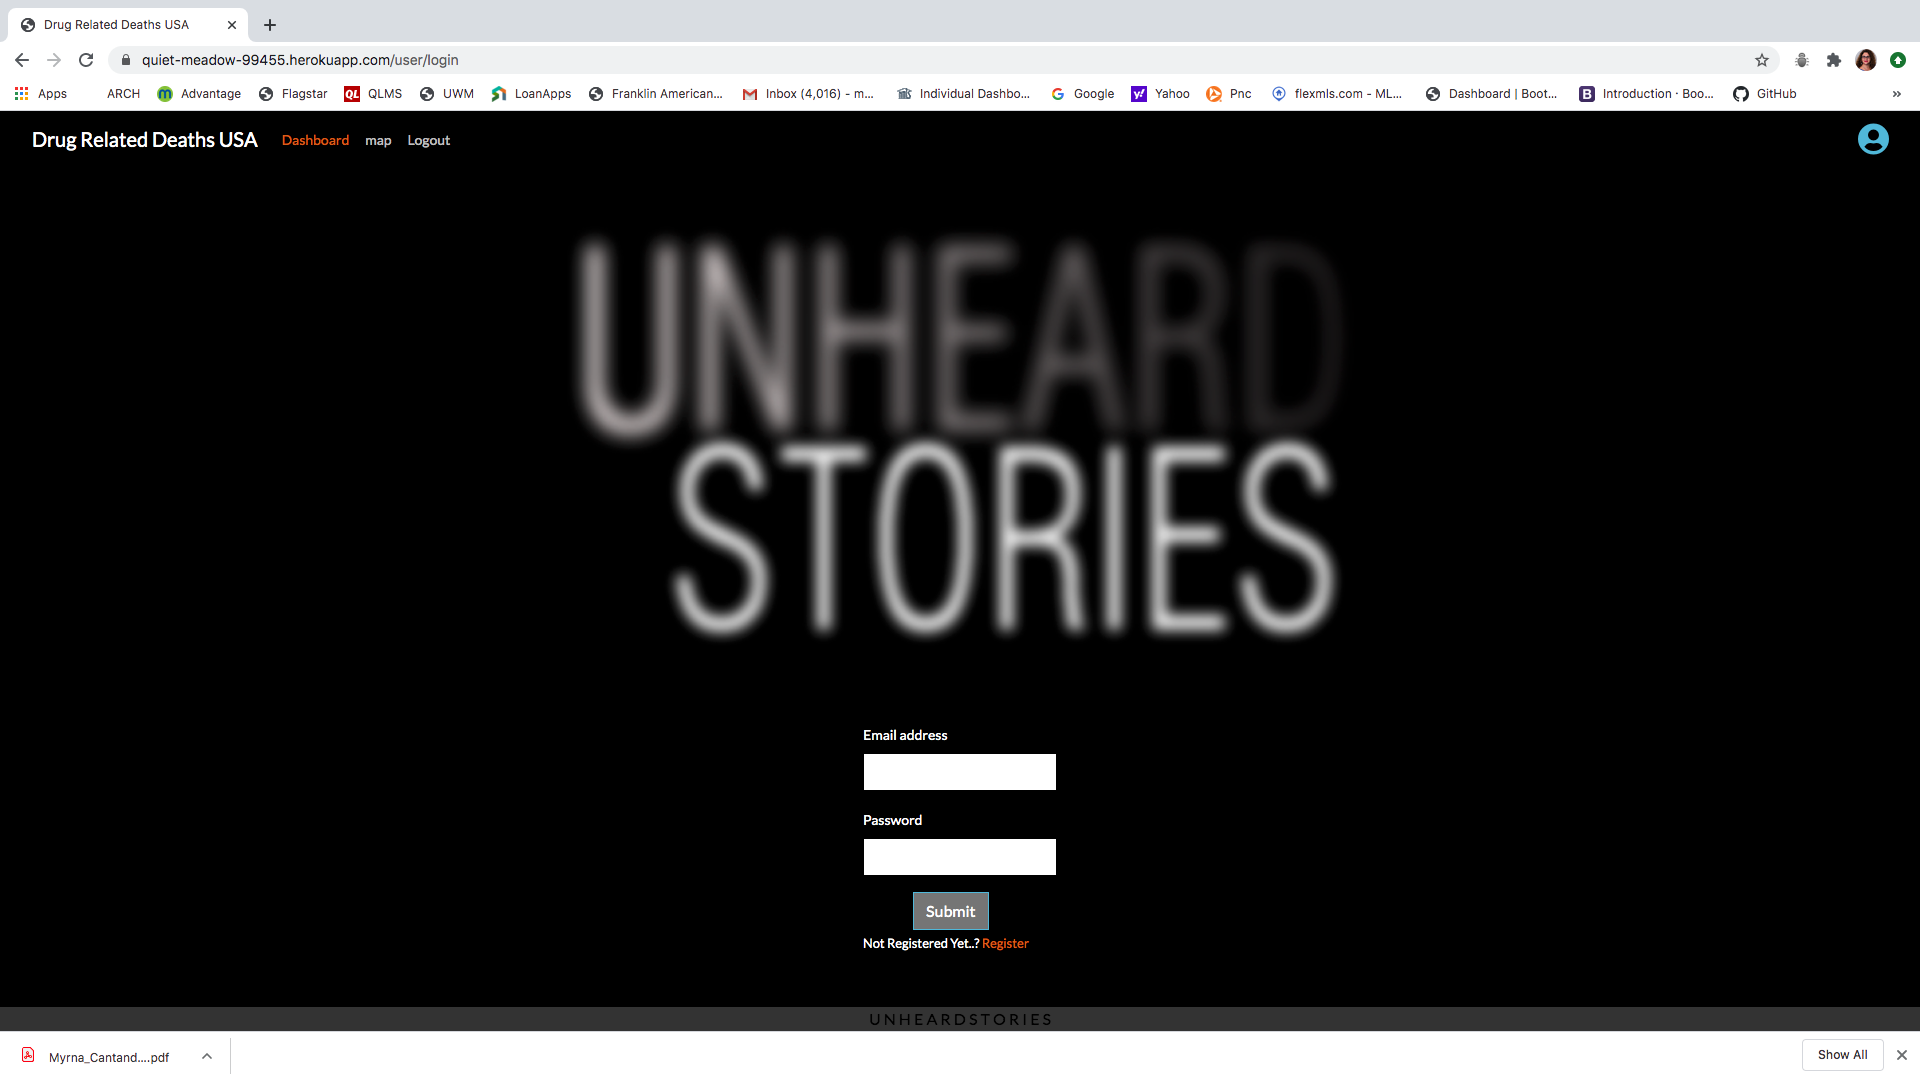 Drug Related Deaths USA
quiet-meadow-99455.herokuapp.com/user/login
Apps ARCH Advantage Flagstar QL QLMS UWM LoanApps Franklin American... Inbox (4,016) - m... Individual Dashbo... Google Yahoo Pnc flexmls.com - ML... Dashboard | Boot... B Introduction · Boo... GitHub »
Drug Related Deaths USA Dashboard map Logout
UNHEARD
STORIES
Email address
Password
Submit
Not Registered Yet..? Register
UNHEARDSTORIES
Myrna_Cantand....pdf Show All